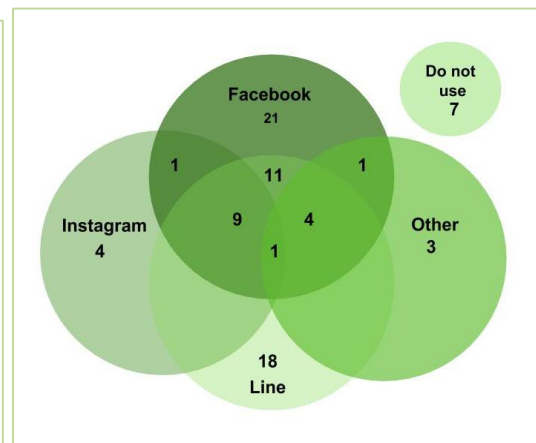 Do not
use
7
Facebook
21
1
11
1
9
4
Instagram
4
Other
3
1
18
Line